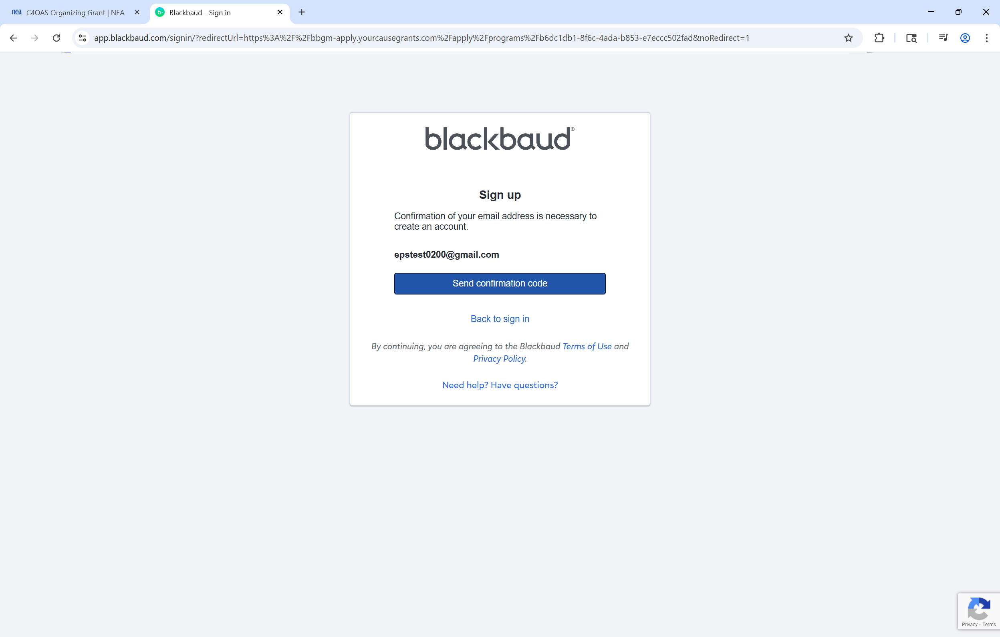 nea C4OAS Organizing Grant | NEA
b Blackbaud - Sign in
app.blackbaud.com/signin/?redirectUrl=https%3A%2F%2Fbbgm-apply.yourcausegrants.com%2Fapply%2Fprograms%2Fb6dc1db1-8f6c-4ada-b853-e7eccc502fad&noRedirect=1
blackbaud®
Sign up
Confirmation of your email address is necessary to
create an account.
epstest0200@gmail.com
Send confirmation code
Back to sign in
By continuing, you are agreeing to the Blackbaud Terms of Use and
Privacy Policy.
Need help? Have questions?
Privacy - Terms